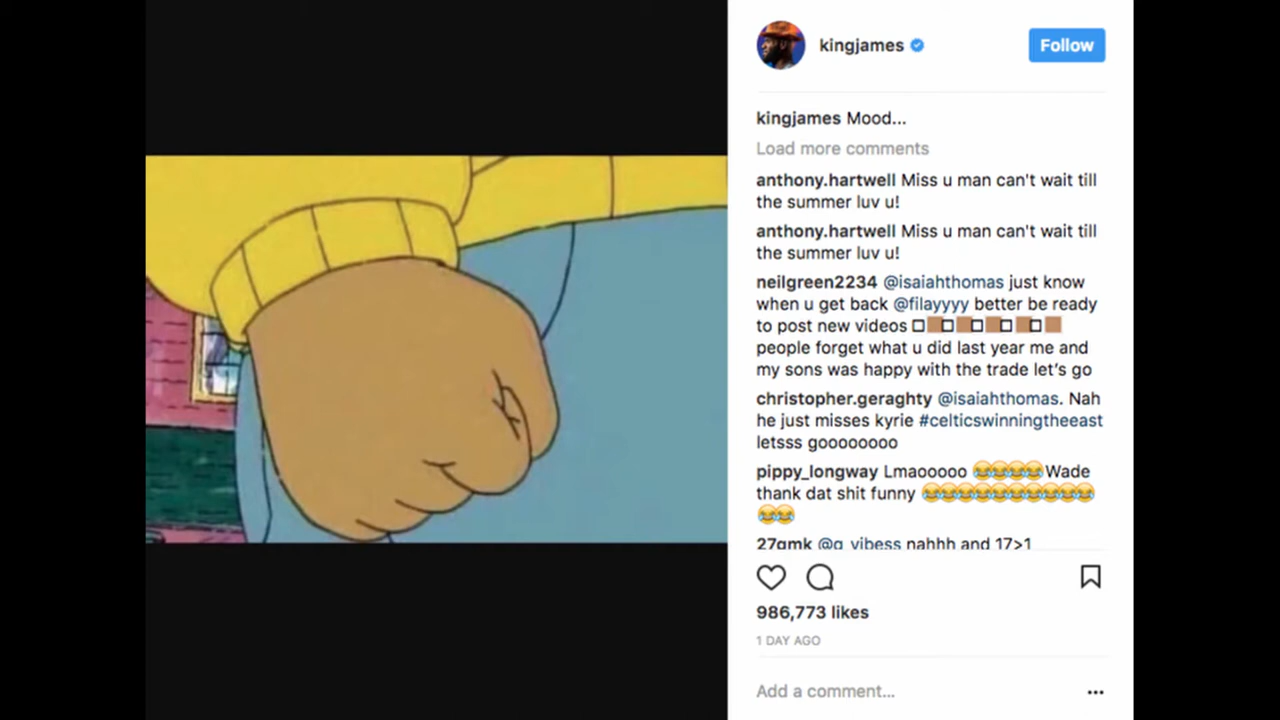 kingjames
Follow
kingjames Mood...
Load more comments
anthony.hartwell Miss u man can't wait till
the summer luv u!
anthony.hartwell Miss u man can't wait till
the summer luv u!
neilgreen2234 @isaiahthomas just know
when u get back @filayyyy better be ready
to post new videos
people forget what u did last year me and
my sons was happy with the trade let's go
christopher.geraghty @isaiahthomas. Nah
he just misses kyrie #celticswinningtheeast
letsss goooooooo
pippy_longway Lmaooooo 😂😂😂😂Wade
thank dat shit funny 😂😂😂😂😂😂😂😂😂😂
😂😂
27gmk @g_vibess nahhh and 17>1
986,773 likes
1 DAY AGO
Add a comment...